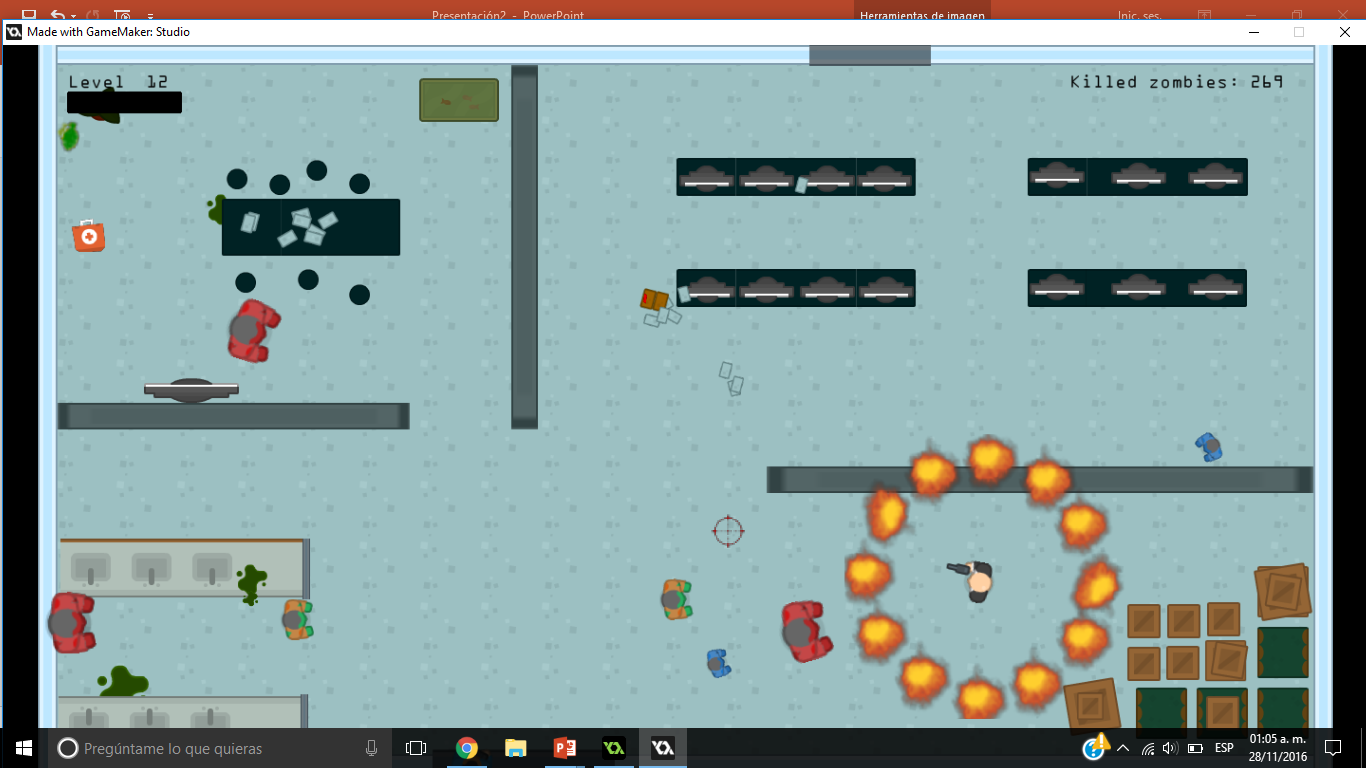 Presentación2 - PowerPoint
Herramientas de imagen
Inic. ses.
Made with GameMaker: Studio
Level 12
Killed zombies: 269
Pregúntame lo que quieras
ESP
01:05 a. m.
28/11/2016